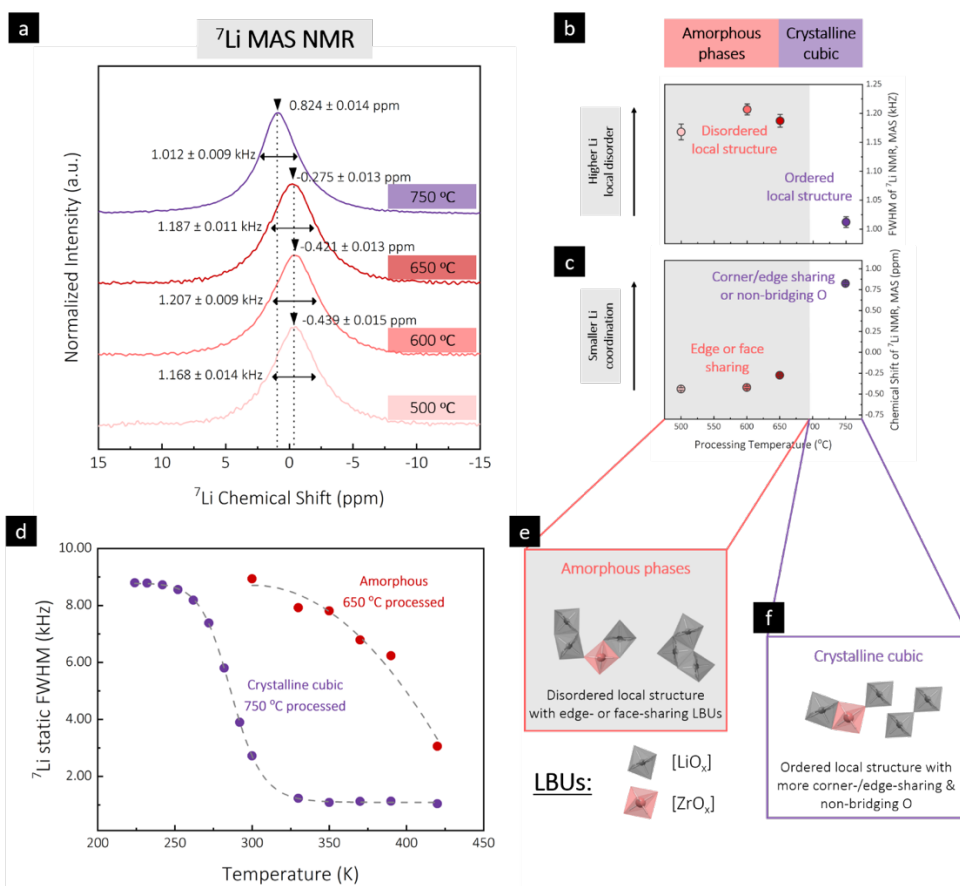 a
⁷Li MAS NMR
0.824 ± 0.014 ppm
1.012 ± 0.009 kHz
-0.275 ± 0.013 ppm
750 ºC
1.187 ± 0.011 kHz
-0.421 ± 0.013 ppm
650 ºC
1.207 ± 0.009 kHz
-0.439 ± 0.015 ppm
600 ºC
1.168 ± 0.014 kHz
500 ºC
Normalized Intensity (a.u.)
15 10 5 0 -5 -10 -15
⁷Li Chemical Shift (ppm)
b
Amorphous
phases
Crystalline
cubic
Higher Li
local disorder
Disordered
local structure
Ordered
local structure
1.25
1.20
1.15
1.10
1.05
1.00
FWHM of ⁷Li NMR, MAS (kHz)
c
Smaller Li
coordination
Corner/edge sharing
or non-bridging O
Edge or face
sharing
1.00
0.75
0.50
0.25
0.00
-0.25
-0.50
-0.75
Chemical Shift of ⁷Li NMR, MAS (ppm)
500 550 600 650 700 750
Processing Temperature (°C)
d
10.00
8.00
6.00
4.00
2.00
⁷Li static FWHM (kHz)
Amorphous
650 ºC processed
Crystalline cubic
750 ºC processed
200 250 300 350 400 450
Temperature (K)
e
Amorphous phases
Disordered local structure
with edge- or face-sharing LBUs
LBUs:
[LiOₓ]
[ZrOₓ]
f
Crystalline cubic
Ordered local structure with
more corner-/edge-sharing &
non-bridging O